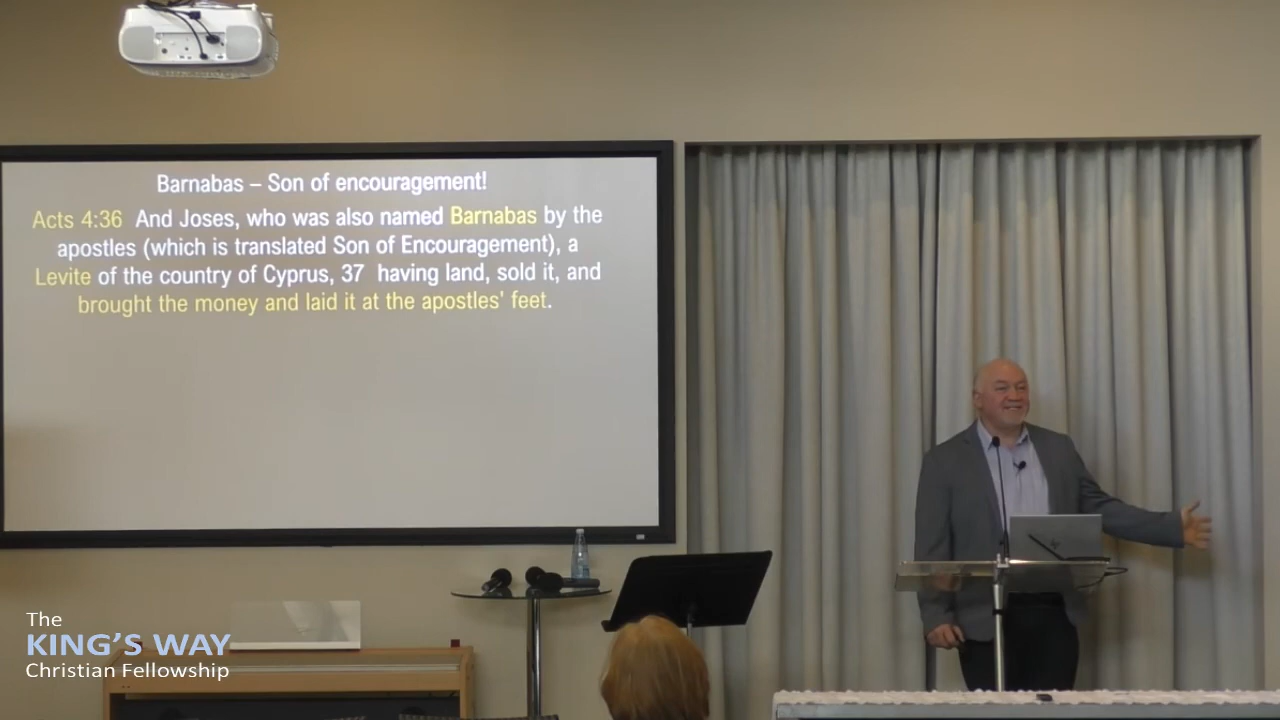 Barnabas – Son of encouragement!
Acts 4:36 And Joses, who was also named Barnabas by the
apostles (which is translated Son of Encouragement), a
Levite of the country of Cyprus, 37 having land, sold it, and
brought the money and laid it at the apostles' feet.
The
KING'S WAY
Christian Fellowship